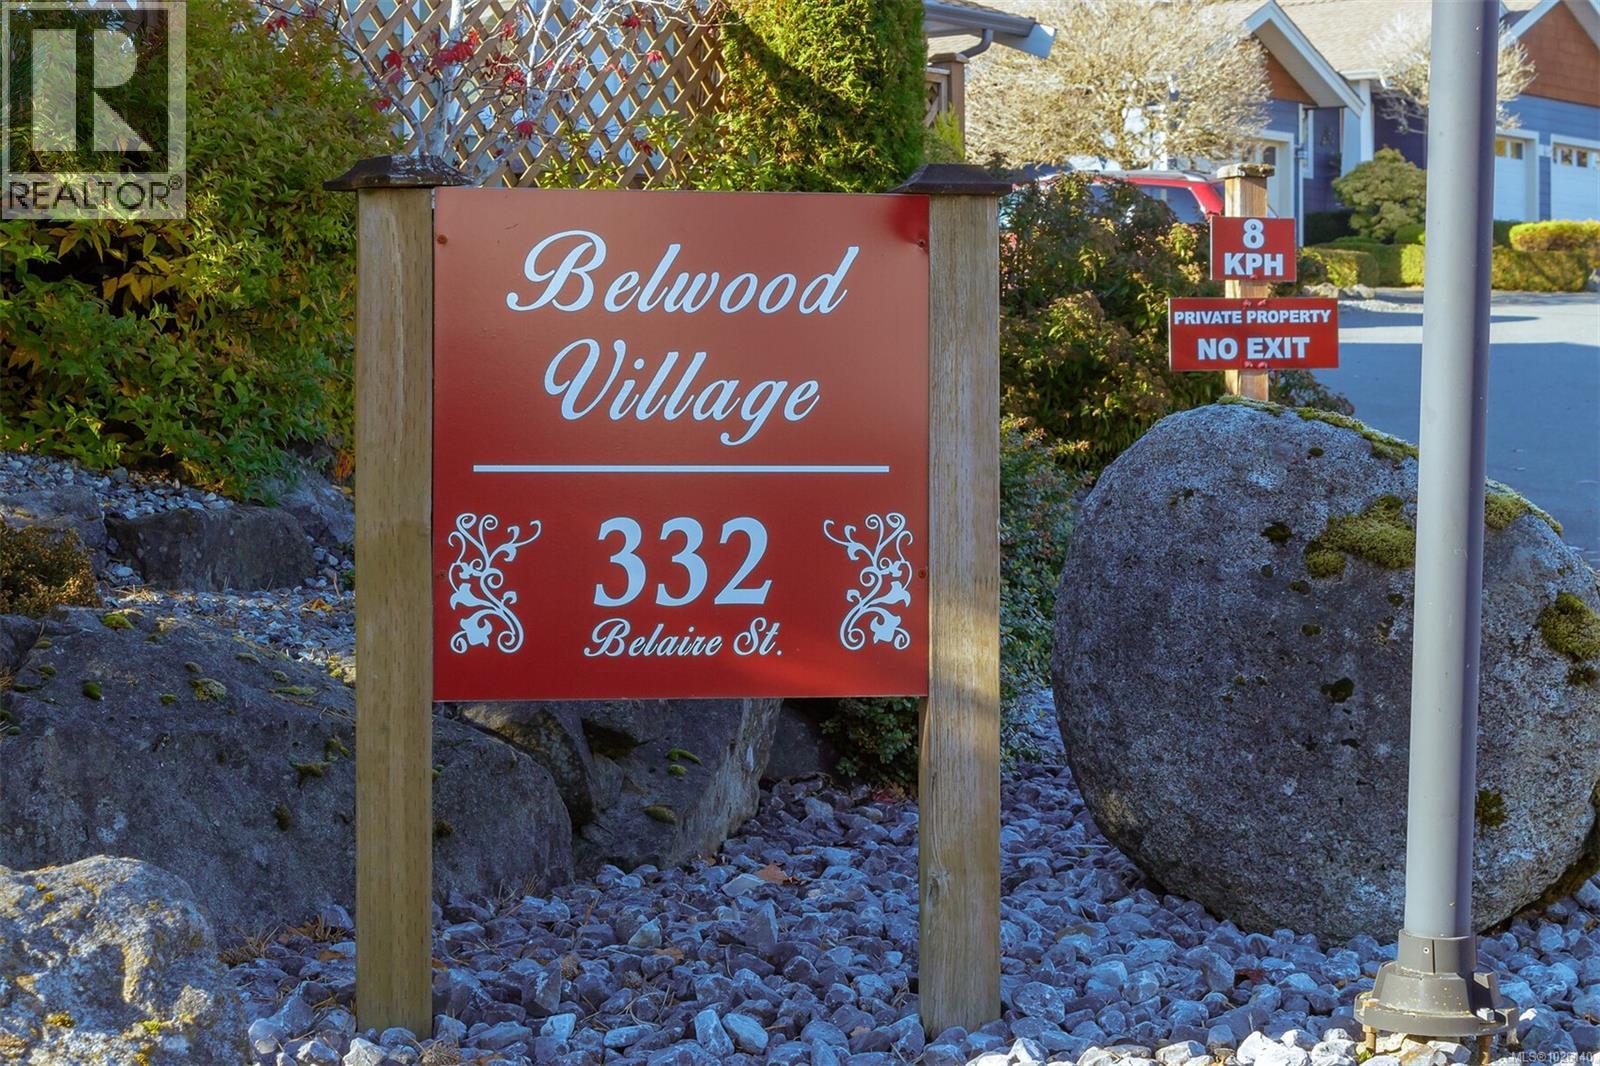 REALTOR®
Belwood
Village
332
Belaire St.
8
KPH
PRIVATE PROPERTY
NO EXIT